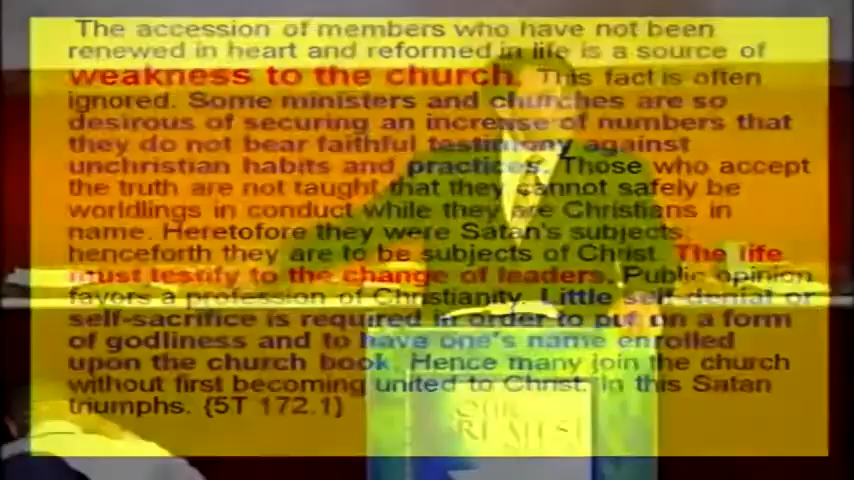 The accession of members who have not been
renewed in heart and reformed in life is a source of
weakness to the church. This fact is often
ignored. Some ministers and churches are so
desirous of securing an increase of numbers that
they do not bear faithful testimony against
unchristian habits and practices. Those who accept
the truth are not taught that they cannot safely be
worldlings in conduct while they are Christians in
name. Heretofore they were Satan's subjects;
henceforth they are to be subjects of Christ. The life
must testify to the change of leaders. Public opinion
favors a profession of Christianity. Little self-denial or
self-sacrifice is required in order to put on a form
of godliness and to have one's name enrolled
upon the church book. Hence many join the church
without first becoming united to Christ. In this Satan
triumphs. {5T 172.1}